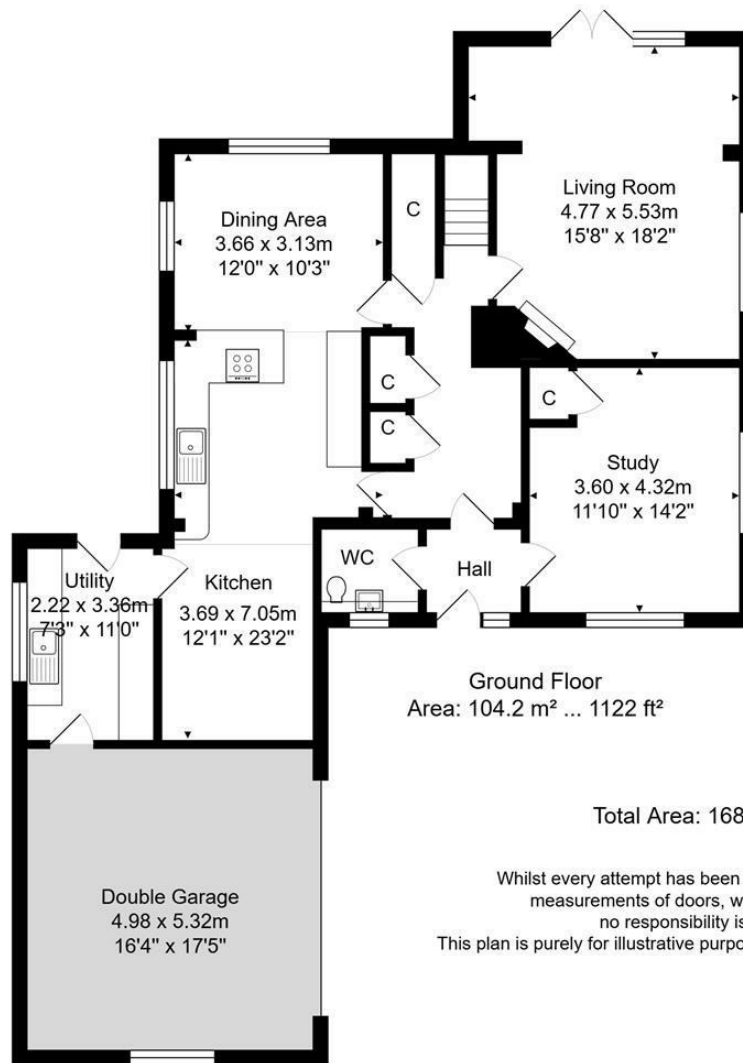 Living Room
4.77 x 5.53m
15'8" x 18'2"
Dining Area
3.66 x 3.13m
12'0" x 10'3"
C
C
C
C
Study
3.60 x 4.32m
11'10" x 14'2"
WC
Hall
Utility
2.22 x 3.36m
7'3" x 11'0"
Kitchen
3.69 x 7.05m
12'1" x 23'2"
Ground Floor
Area: 104.2 m² ... 1122 ft²
Total Area: 168
Whilst every attempt has been
measurements of doors, w
no responsibility is
This plan is purely for illustrative purpo
Double Garage
4.98 x 5.32m
16'4" x 17'5"